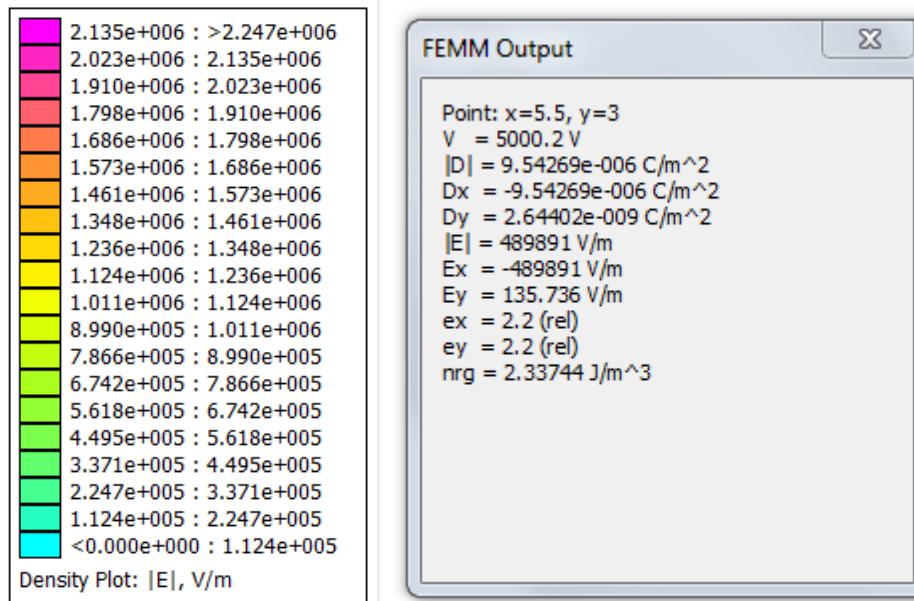 2.135e+006 : >2.247e+006
2.023e+006 : 2.135e+006
1.910e+006 : 2.023e+006
1.798e+006 : 1.910e+006
1.686e+006 : 1.798e+006
1.573e+006 : 1.686e+006
1.461e+006 : 1.573e+006
1.348e+006 : 1.461e+006
1.236e+006 : 1.348e+006
1.124e+006 : 1.236e+006
1.011e+006 : 1.124e+006
8.990e+005 : 1.011e+006
7.866e+005 : 8.990e+005
6.742e+005 : 7.866e+005
5.618e+005 : 6.742e+005
4.495e+005 : 5.618e+005
3.371e+005 : 4.495e+005
2.247e+005 : 3.371e+005
1.124e+005 : 2.247e+005
<0.000e+000 : 1.124e+005
Density Plot: |E|, V/m
FEMM Output
Point: x=5.5, y=3
V = 5000.2 V
|D| = 9.54269e-006 C/m^2
Dx = -9.54269e-006 C/m^2
Dy = 2.64402e-009 C/m^2
|E| = 489891 V/m
Ex = -489891 V/m
Ey = 135.736 V/m
ex = 2.2 (rel)
ey = 2.2 (rel)
nrg = 2.33744 J/m^3